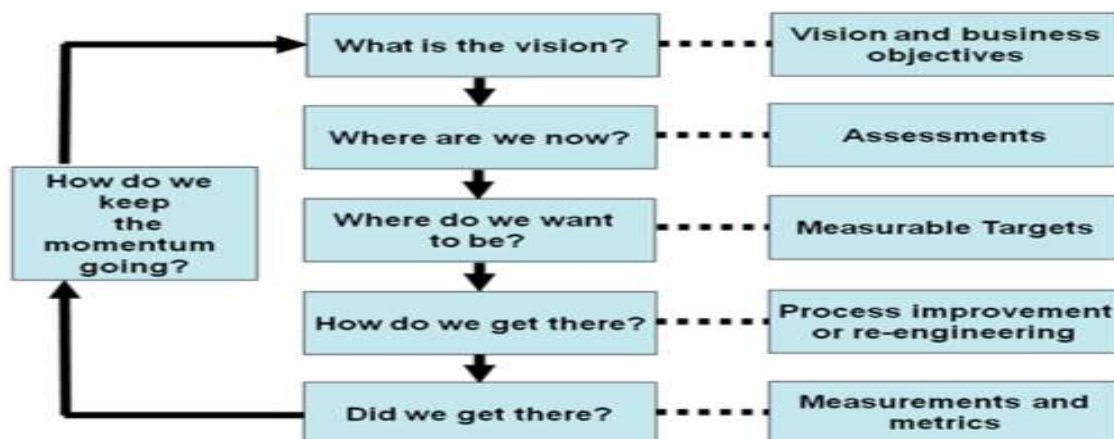 What is the vision?
Vision and business
objectives
Where are we now?
Assessments
How do we
keep
the
momentum
going?
Where do we want
to be?
Measurable Targets
How do we get there?
Process improvement
or re-engineering
Did we get there?
Measurements and
metrics